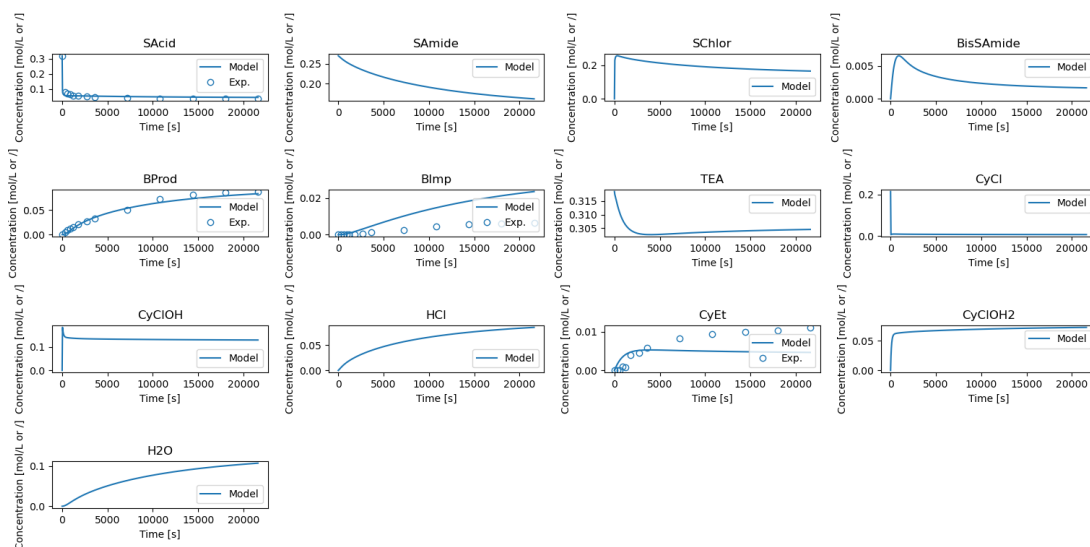 SAcid
Concentration [mol/L or /]
0.3
0.2
0.1
Model
Exp.
0 5000 10000 15000 20000
Time [s]
SAmide
Concentration [mol/L or /]
0.25
0.20
Model
0 5000 10000 15000 20000
Time [s]
SChlor
Concentration [mol/L or /]
0.2
0.0
Model
0 5000 10000 15000 20000
Time [s]
BisSAmide
Concentration [mol/L or /]
0.005
0.000
Model
0 5000 10000 15000 20000
Time [s]
BProd
Concentration [mol/L or /]
0.05
0.00
Model
Exp.
0 5000 10000 15000 20000
Time [s]
BImp
Concentration [mol/L or /]
0.02
0.00
Model
Exp.
0 5000 10000 15000 20000
Time [s]
TEA
Concentration [mol/L or /]
0.315
0.310
0.305
Model
0 5000 10000 15000 20000
Time [s]
CyCl
Concentration [mol/L or /]
0.2
0.0
Model
0 5000 10000 15000 20000
Time [s]
CyClOH
Concentration [mol/L or /]
0.1
0.0
Model
0 5000 10000 15000 20000
Time [s]
HCl
Concentration [mol/L or /]
0.05
0.00
Model
0 5000 10000 15000 20000
Time [s]
CyEt
Concentration [mol/L or /]
0.01
0.00
Model
Exp.
0 5000 10000 15000 20000
Time [s]
CyClOH2
Concentration [mol/L or /]
0.05
0.00
Model
0 5000 10000 15000 20000
Time [s]
H2O
Concentration [mol/L or /]
0.1
0.0
Model
0 5000 10000 15000 20000
Time [s]